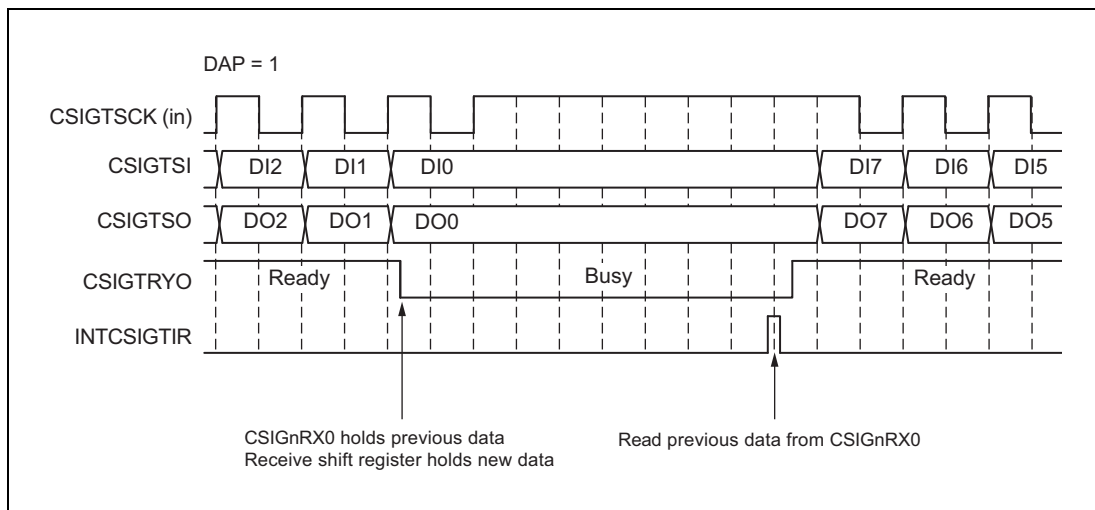 DAP = 1
CSIGTSCK (in)
CSIGTSI DI2 DI1 DI0 DI7 DI6 DI5
CSIGTSO DO2 DO1 DO0 DO7 DO6 DO5
CSIGTRYO Ready Busy Ready
INTCSIGTIR
CSIGnRX0 holds previous data
Receive shift register holds new data
Read previous data from CSIGnRX0